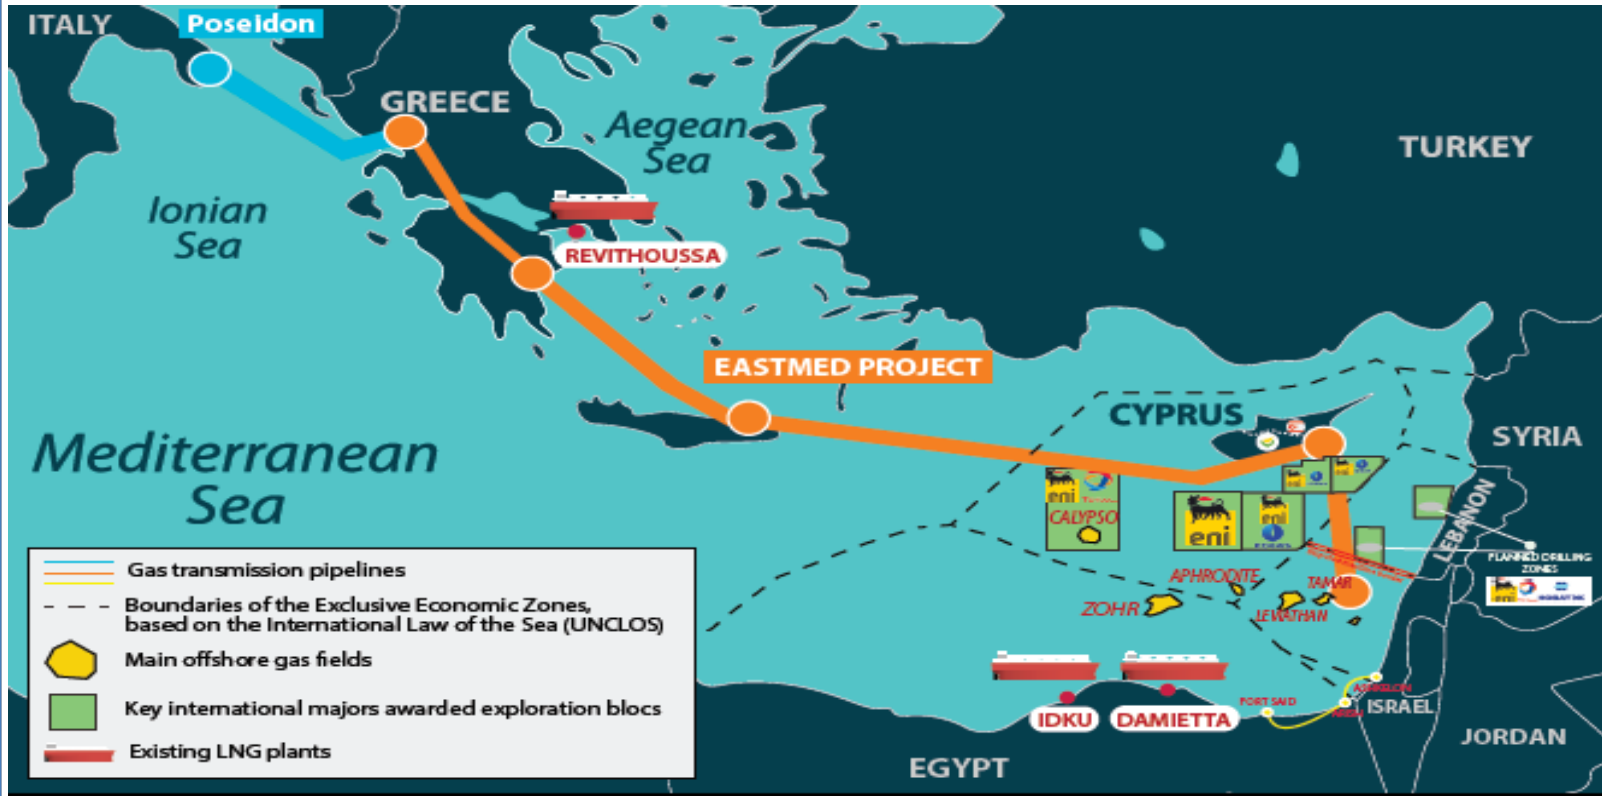 ITALY
Poseidon
GREECE
Aegean
Sea
TURKEY
Ionian
Sea
REVITHOUSSA
EASTMED PROJECT
CYPRUS
SYRIA
Mediterranean
Sea
eni
eni
eni
CALYPSO
eni
eni
LEBANON
PLANNED DRILLING
ZONES
APHRODITE
TAMAR
ZOHR
LEVIATHAN
Gas transmission pipelines
Boundaries of the Exclusive Economic Zones,
based on the International Law of the Sea (UNCLOS)
Main offshore gas fields
Key international majors awarded exploration blocs
Existing LNG plants
IDKU
DAMIETTA
PORT SAID
ASHKELON
ISRAEL
JORDAN
EGYPT